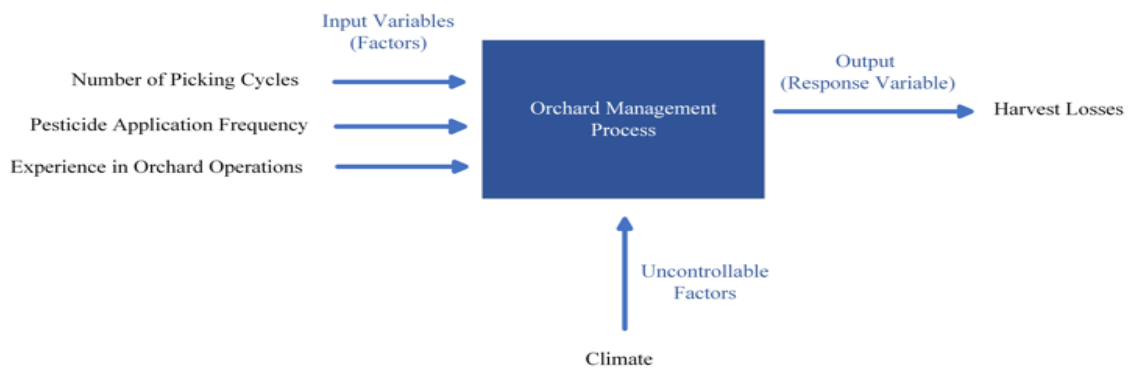 Input Variables
(Factors)
Number of Picking Cycles
Pesticide Application Frequency
Experience in Orchard Operations
Orchard Management
Process
Output
(Response Variable)
Harvest Losses
Uncontrollable
Factors
Climate